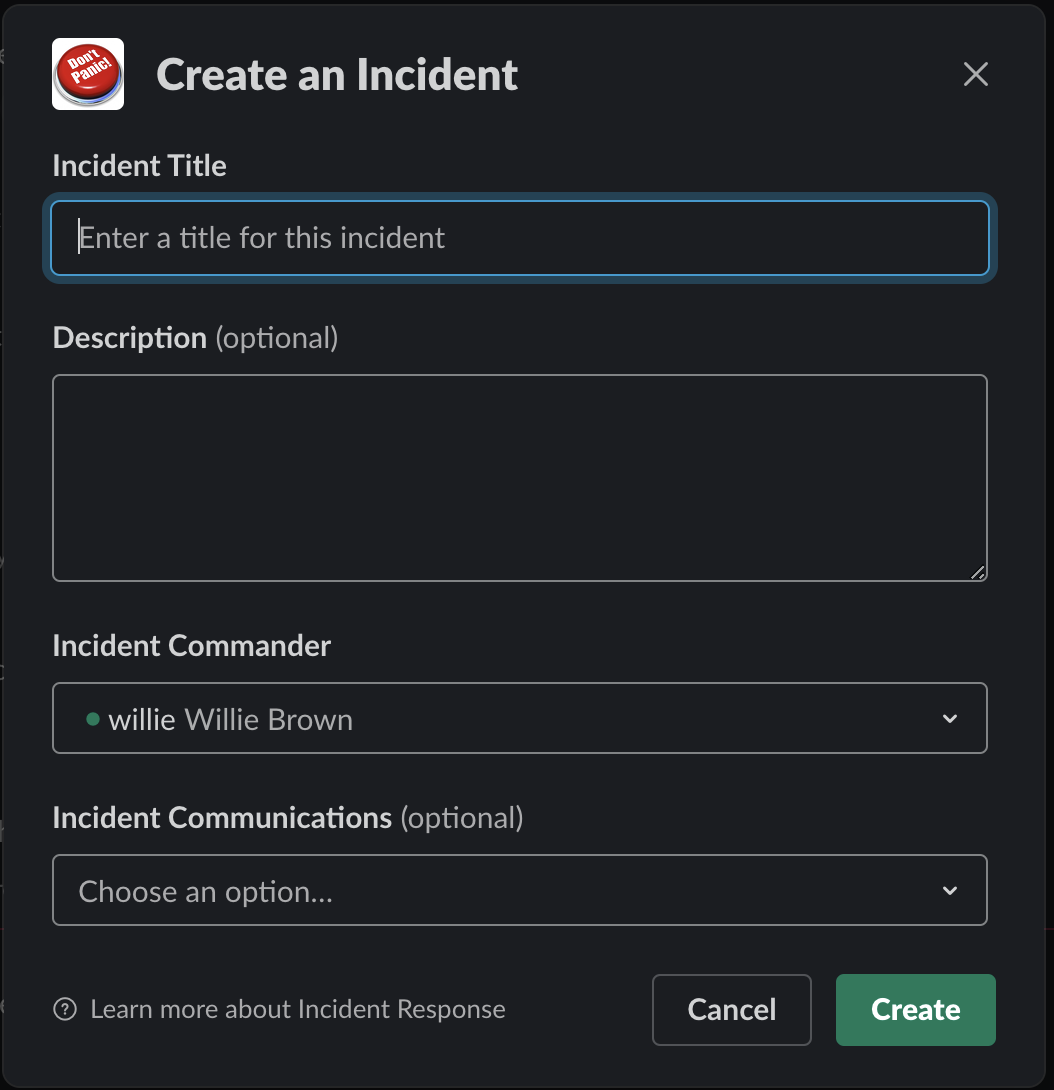 Don't
Panic!
Create an Incident
Incident Title
Enter a title for this incident
Description (optional)
Incident Commander
willie Willie Brown
Incident Communications (optional)
Choose an option...
Learn more about Incident Response
Cancel
Create